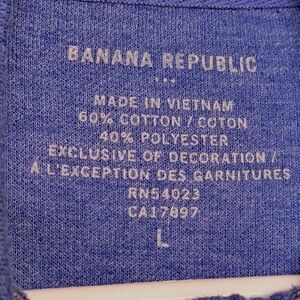 BANANA REPUBLIC
...
MADE IN VIETNAM
60% COTTON / COTON
40% POLYESTER
EXCLUSIVE OF DECORATION /
À L'EXCEPTION DES GARNITURES
RN54023
CA17897
L